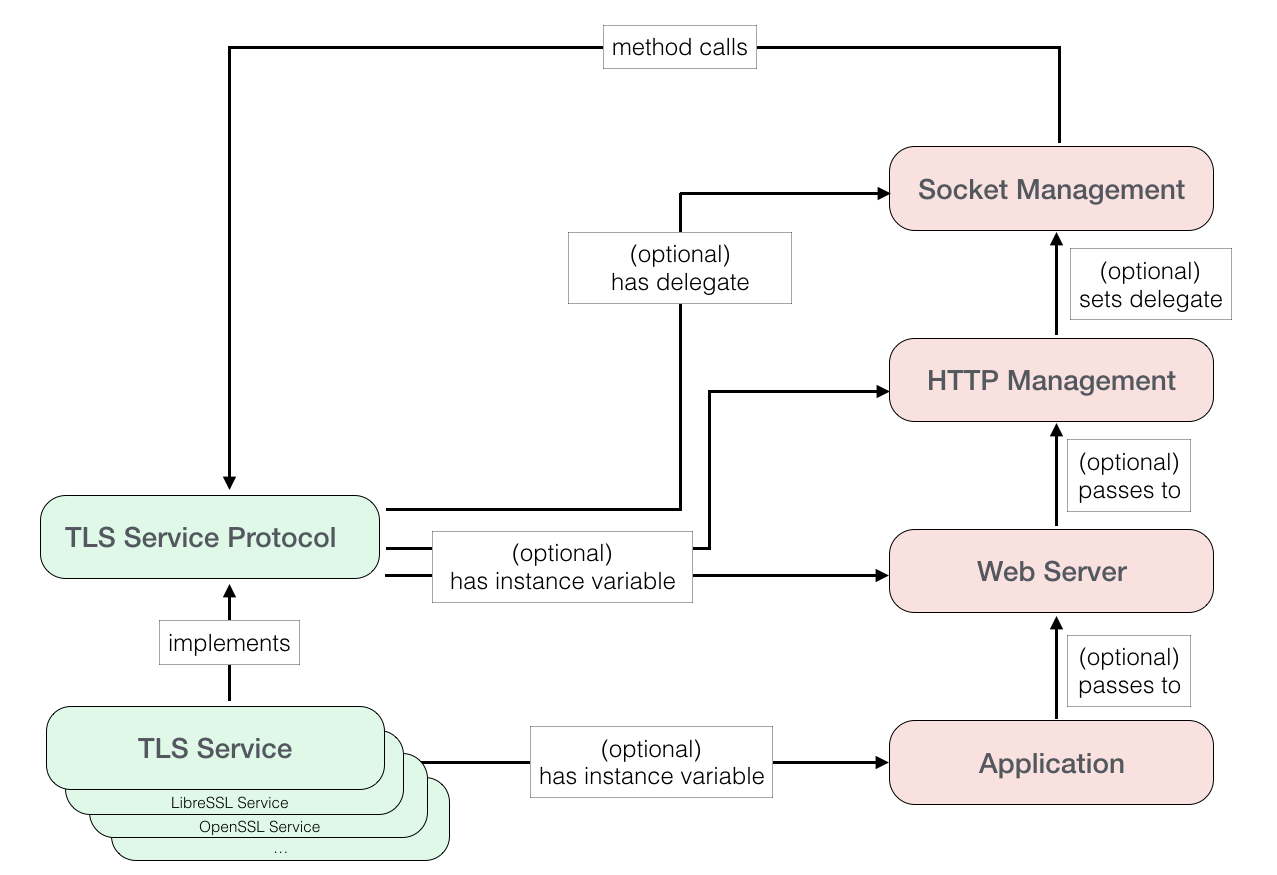 method calls
Socket Management
(optional)
has delegate
(optional)
sets delegate
HTTP Management
(optional)
passes to
TLS Service Protocol
(optional)
has instance variable
Web Server
implements
(optional)
passes to
TLS Service
(optional)
has instance variable
Application
LibreSSL Service
OpenSSL Service
...